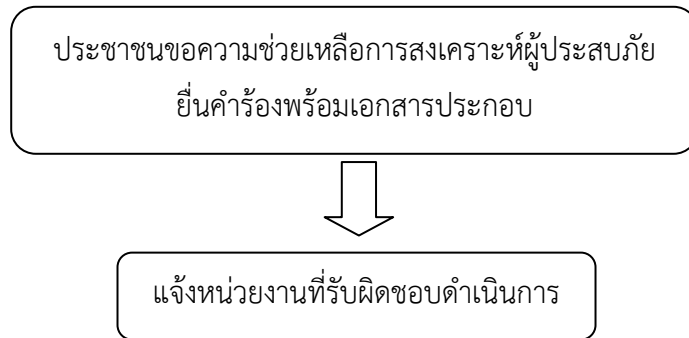 ประชาชนขอความช่วยเหลือการสงเคราะห์ผู้ประสบภัย
ยื่นคำร้องพร้อมเอกสารประกอบ
แจ้งหน่วยงานที่รับผิดชอบดำเนินการ